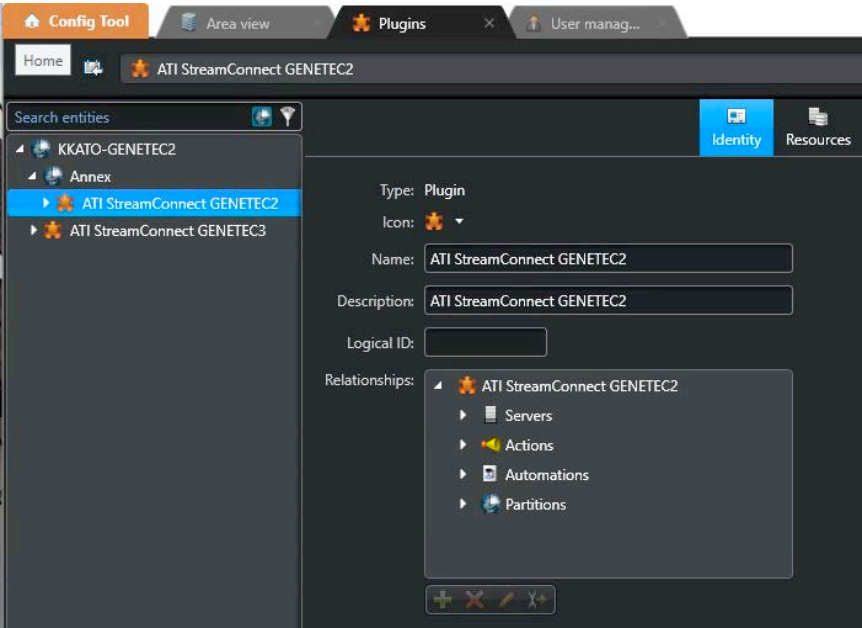 Config Tool
Area view
Plugins
User manag...
Home
ATI StreamConnect GENETEC2
Search entities
KKATO-GENETEC2
Annex
ATI StreamConnect GENETEC2
ATI StreamConnect GENETEC3
Identity
Resources
Type: Plugin
Icon:
Name: ATI StreamConnect GENETEC2
Description: ATI StreamConnect GENETEC2
Logical ID:
Relationships:
ATI StreamConnect GENETEC2
Servers
Actions
Automations
Partitions